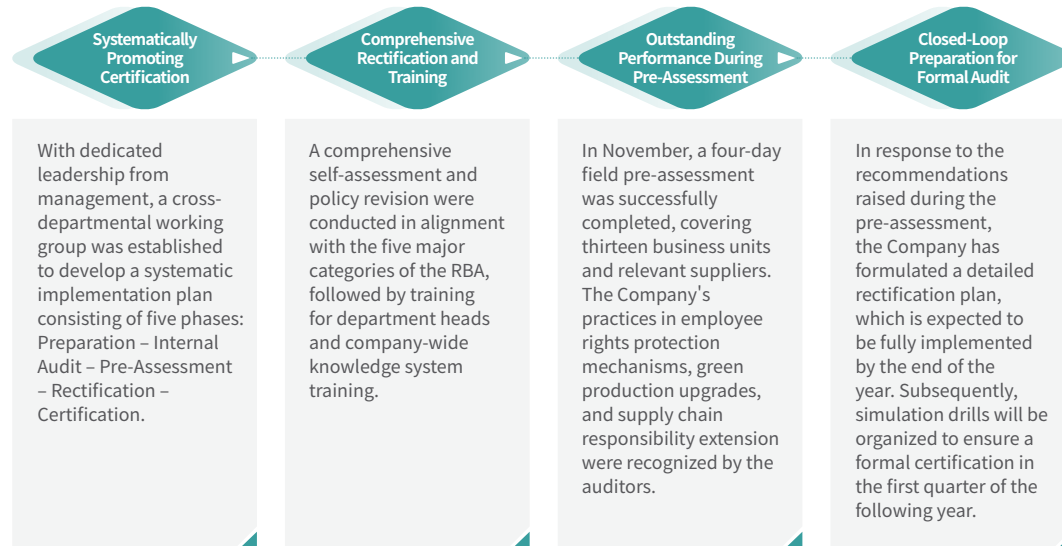 Systematically
Promoting
Certification
With dedicated
leadership from
management, a cross-
departmental working
group was established
to develop a systematic
implementation plan
consisting of five phases:
Preparation – Internal
Audit – Pre-Assessment
– Rectification –
Certification.
Comprehensive
Rectification and
Training
A comprehensive
self-assessment and
policy revision were
conducted in alignment
with the five major
categories of the RBA,
followed by training
for department heads
and company-wide
knowledge system
training.
Outstanding
Performance During
Pre-Assessment
In November, a four-day
field pre-assessment
was successfully
completed, covering
thirteen business units
and relevant suppliers.
The Company's
practices in employee
rights protection
mechanisms, green
production upgrades,
and supply chain
responsibility extension
were recognized by the
auditors.
Closed-Loop
Preparation for
Formal Audit
In response to the
recommendations
raised during the
pre-assessment,
the Company has
formulated a detailed
rectification plan,
which is expected to
be fully implemented
by the end of the
year. Subsequently,
simulation drills will be
organized to ensure a
formal certification in
the first quarter of the
following year.